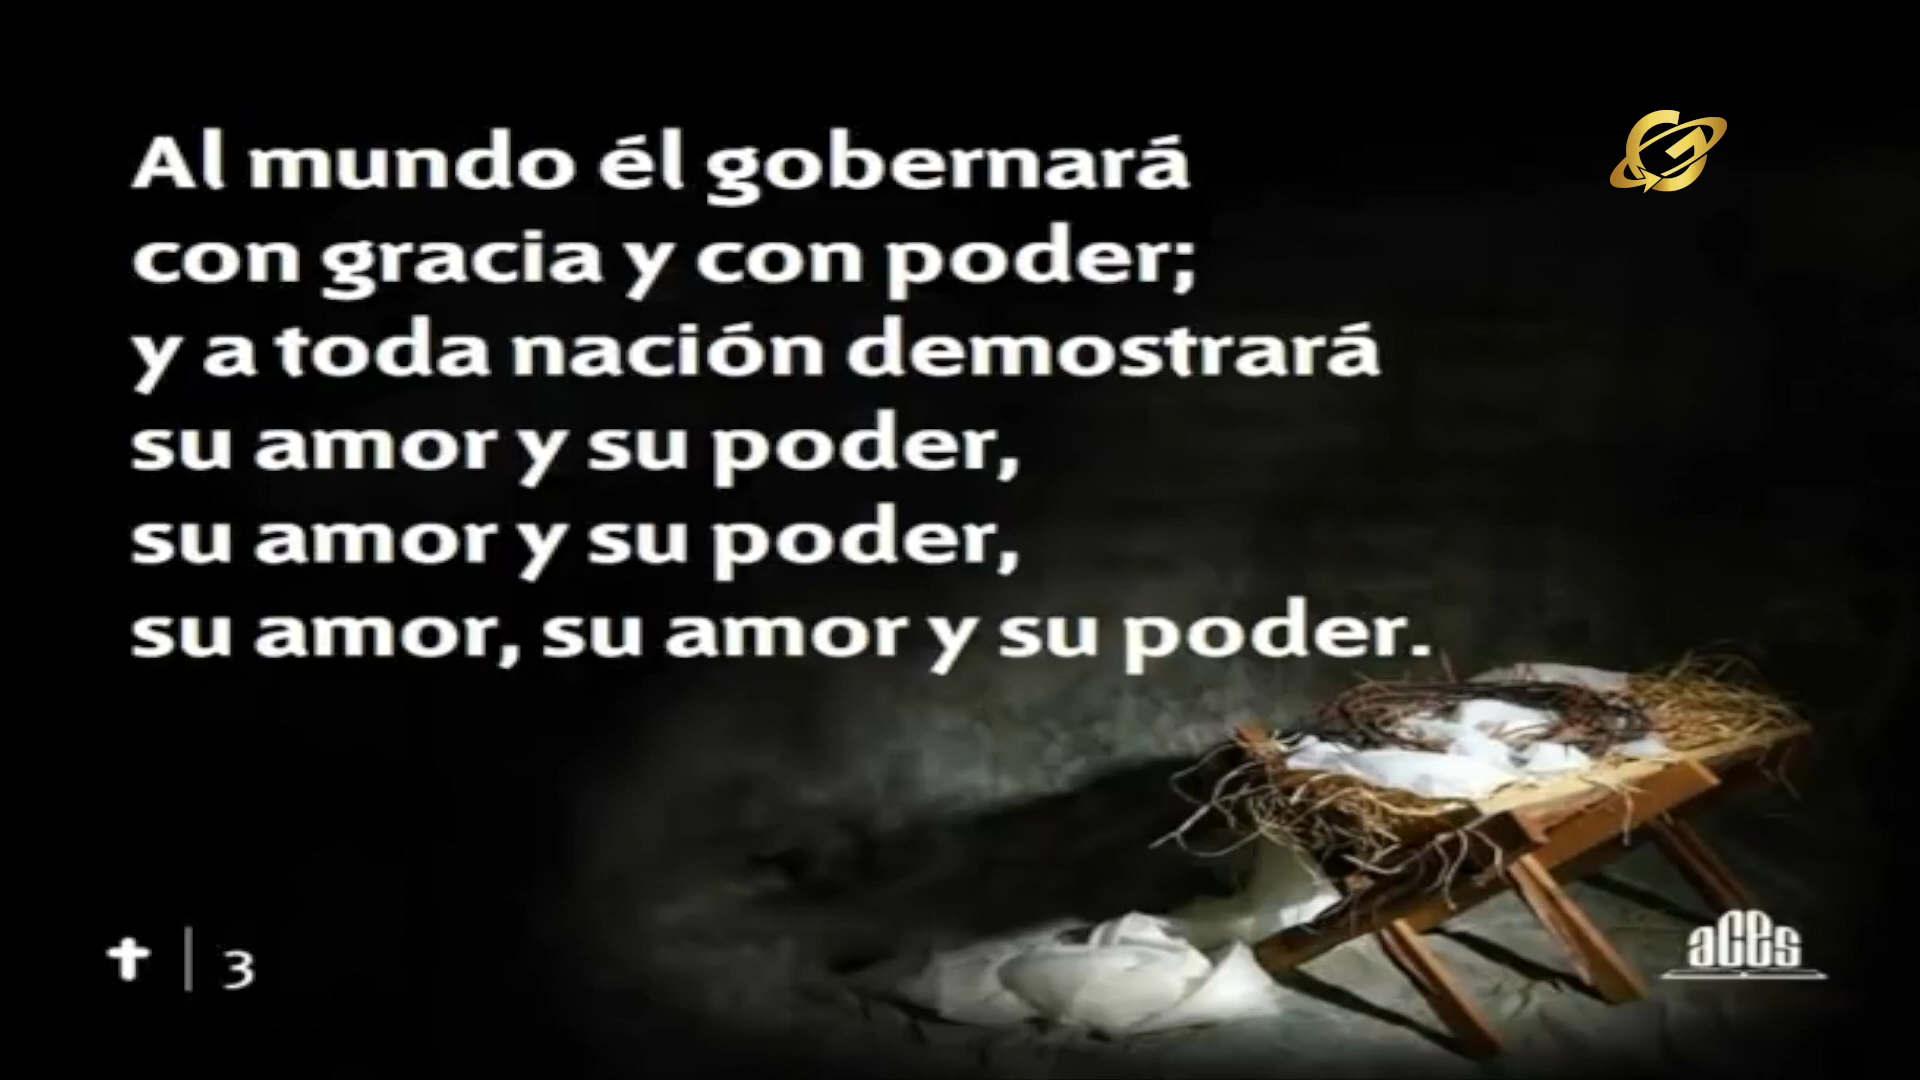 Al mundo él gobernará
con gracia y con poder;
y a toda nación demostrará
su amor y su poder,
su amor y su poder,
su amor, su amor y su poder.
3
aces